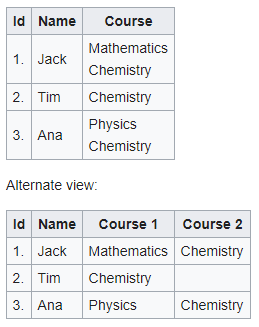 Id Name Course
1. Jack Mathematics
Chemistry
2. Tim Chemistry
3. Ana Physics
Chemistry
Alternate view:
Id Name Course 1 Course 2
1. Jack Mathematics Chemistry
2. Tim Chemistry
3. Ana Physics Chemistry